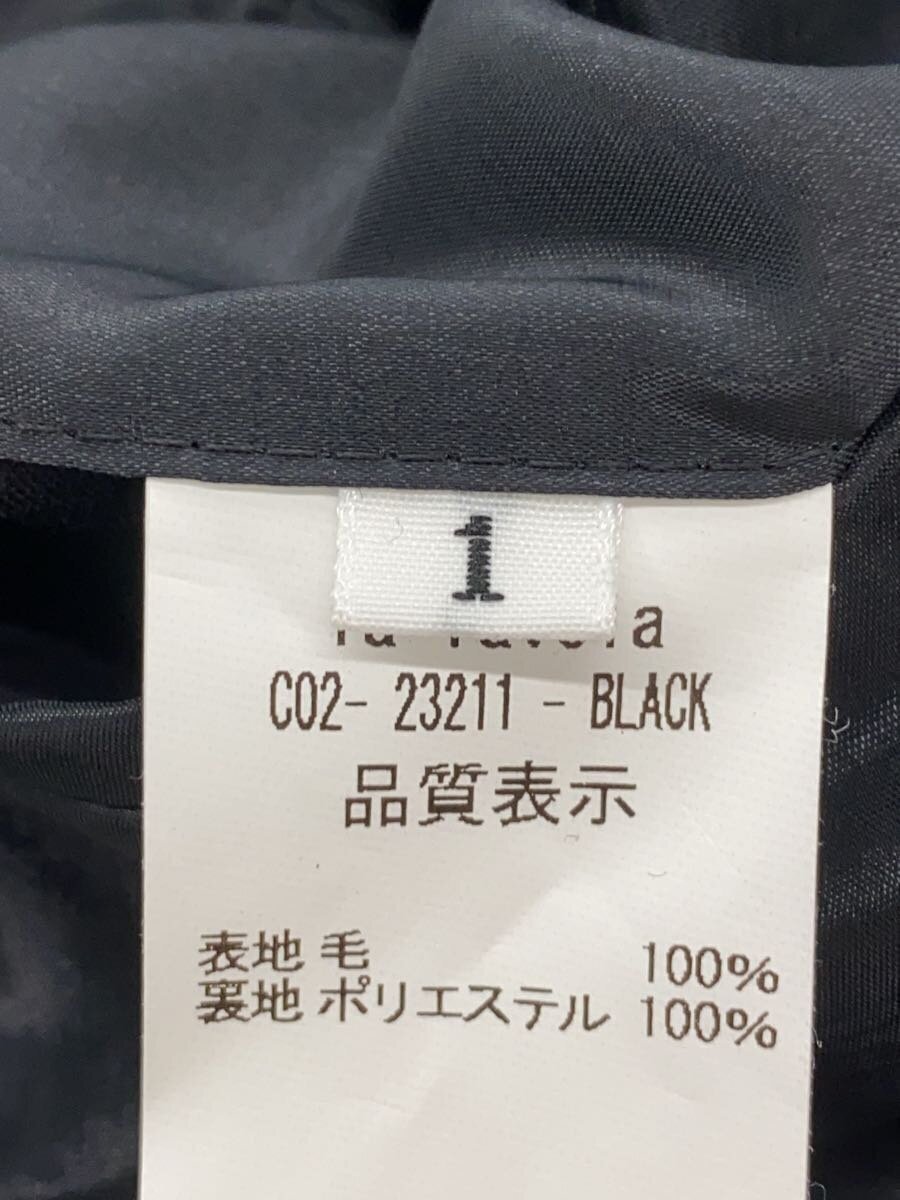 1
C02- 23211 - BLACK
品質表示
表地 毛 100%
裏地 ポリエステル 100%